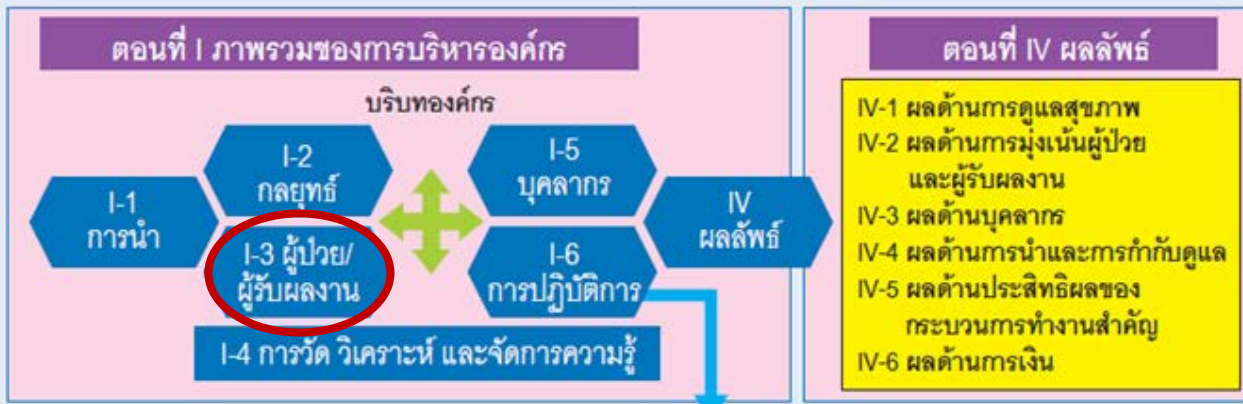 ตอนที่ I ภาพรวมของการบริหารองค์กร
บริบทองค์กร
I-1
การนำ
I-2
กลยุทธ์
I-3 ผู้ป่วย/
ผู้รับผลงาน
I-5
บุคลากร
I-6
การปฏิบัติการ
IV
ผลลัพธ์
I-4 การวัด วิเคราะห์ และจัดการความรู้
ตอนที่ IV ผลลัพธ์
IV-1 ผลด้านการดูแลสุขภาพ
IV-2 ผลด้านการมุ่งเน้นผู้ป่วย
และผู้รับผลงาน
IV-3 ผลด้านบุคลากร
IV-4 ผลด้านการนำและการกำกับดูแล
IV-5 ผลด้านประสิทธิผลของ
กระบวนการทำงานสำคัญ
IV-6 ผลด้านการเงิน